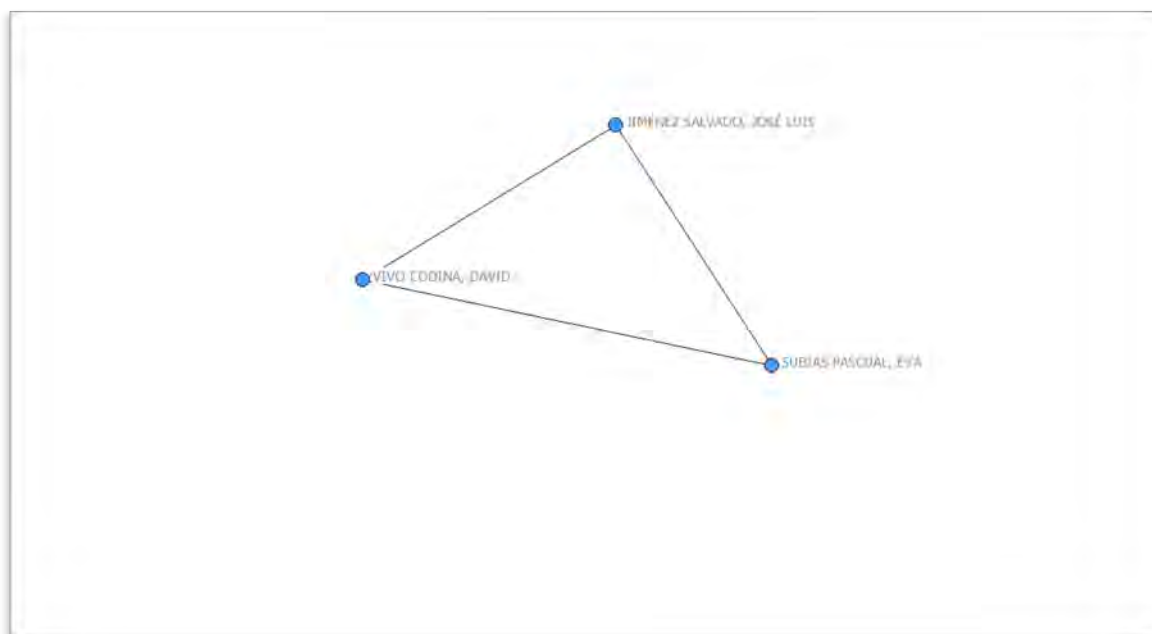 JIMÉNEZ SALVADO, JOSÉ LUIS
VIVO CODINA, DAVID
SUBIAS PASCUAL, EVA